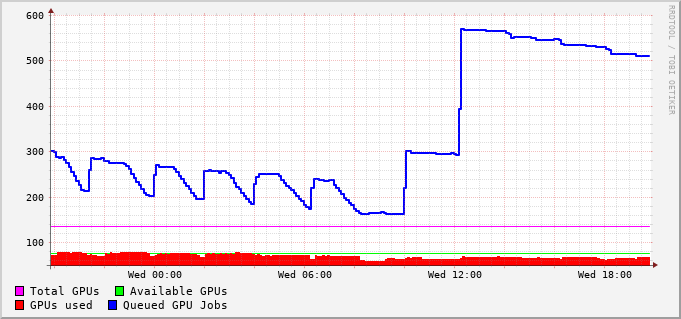 600
500
400
300
200
100
Wed 00:00 Wed 06:00 Wed 12:00 Wed 18:00
Total GPUs Available GPUs
GPUs used Queued GPU Jobs
RRDTOOL / TOBI OETIKER